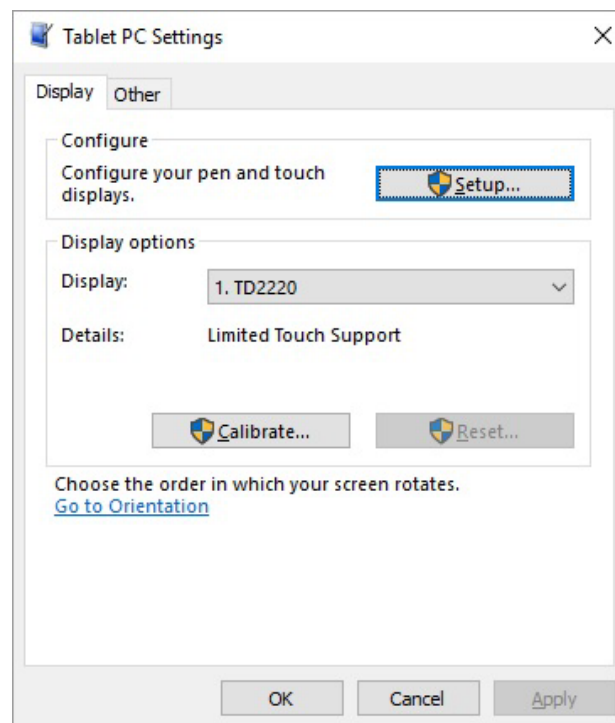 Tablet PC Settings
Display Other
Configure
Configure your pen and touch
displays.
Setup...
Display options
Display: 1. TD2220
Details: Limited Touch Support
Calibrate... Reset...
Choose the order in which your screen rotates.
Go to Orientation
OK Cancel Apply